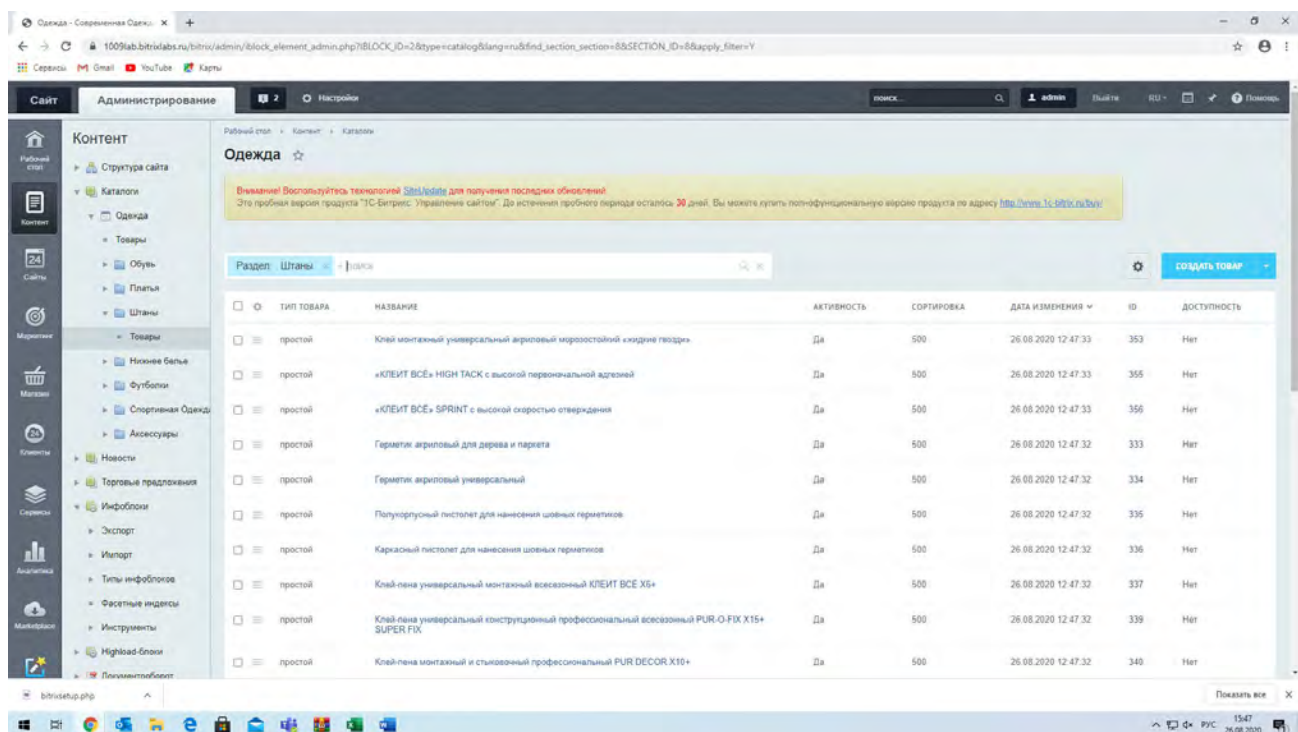 Одежда - Современная Одежд
1009lab.bitrixlabs.ru/bitrix/admin/iblock_element_admin.php?IBLOCK_ID=2&type=catalog&lang=ru&find_section_section=88&SECTION_ID=88&apply_filter=Y
Сервисы Gmail YouTube Карты
Сайт Администрирование 2 Настройки поиск... admin Выйти RU Помощь
Рабочий стол
Контент
Сайты
Маркетинг
Магазин
Клиенты
Сервисы
Аналитика
Marketplace
Контент
Структура сайта
Каталоги
Одежда
Товары
Обувь
Платья
Штаны
Товары
Нижнее белье
Футболки
Спортивная Одежда
Аксессуары
Новости
Торговые предложения
Инфоблоки
Экспорт
Импорт
Типы инфоблоков
Фасетные индексы
Инструменты
Highload-блоки
Документооборот
Рабочий стол Контент Каталоги
Одежда
Внимание! Воспользуйтесь технологией SiteUpdate для получения последних обновлений.
Это пробная версия продукта "1С-Битрикс: Управление сайтом". До истечения пробного периода осталось 30 дней. Вы можете купить полнофункциональную версию продукта по адресу http://www.1c-bitrix.ru/buy/
Раздел: Штаны + поиск СОЗДАТЬ ТОВАР
ТИП ТОВАРА НАЗВАНИЕ АКТИВНОСТЬ СОРТИРОВКА ДАТА ИЗМЕНЕНИЯ ID ДОСТУПНОСТЬ
простой Клей монтажный универсальный акриловый морозостойкий «жидкие гвозди» Да 500 26.08.2020 12:47:33 353 Нет
простой «КЛЕИТ ВСЁ» HIGH TACK с высокой первоначальной адгезией Да 500 26.08.2020 12:47:33 355 Нет
простой «КЛЕИТ ВСЁ» SPRINT с высокой скоростью отверждения Да 500 26.08.2020 12:47:33 356 Нет
простой Герметик акриловый для дерева и паркета Да 500 26.08.2020 12:47:32 333 Нет
простой Герметик акриловый универсальный Да 500 26.08.2020 12:47:32 334 Нет
простой Полукорпусный пистолет для нанесения шовных герметиков Да 500 26.08.2020 12:47:32 335 Нет
простой Каркасный пистолет для нанесения шовных герметиков Да 500 26.08.2020 12:47:32 336 Нет
простой Клей-пена универсальный монтажный всесезонный КЛЕИТ ВСЕ X6+ Да 500 26.08.2020 12:47:32 337 Нет
простой Клей-пена универсальный конструкционный профессиональный всесезонный PUR-O-FIX X15+ SUPER FIX Да 500 26.08.2020 12:47:32 339 Нет
простой Клей-пена монтажный и стыковочный профессиональный PUR DECOR X10+ Да 500 26.08.2020 12:47:32 340 Нет
bitrixsetup.php Показать все
РУС 15:47
26.08.2020